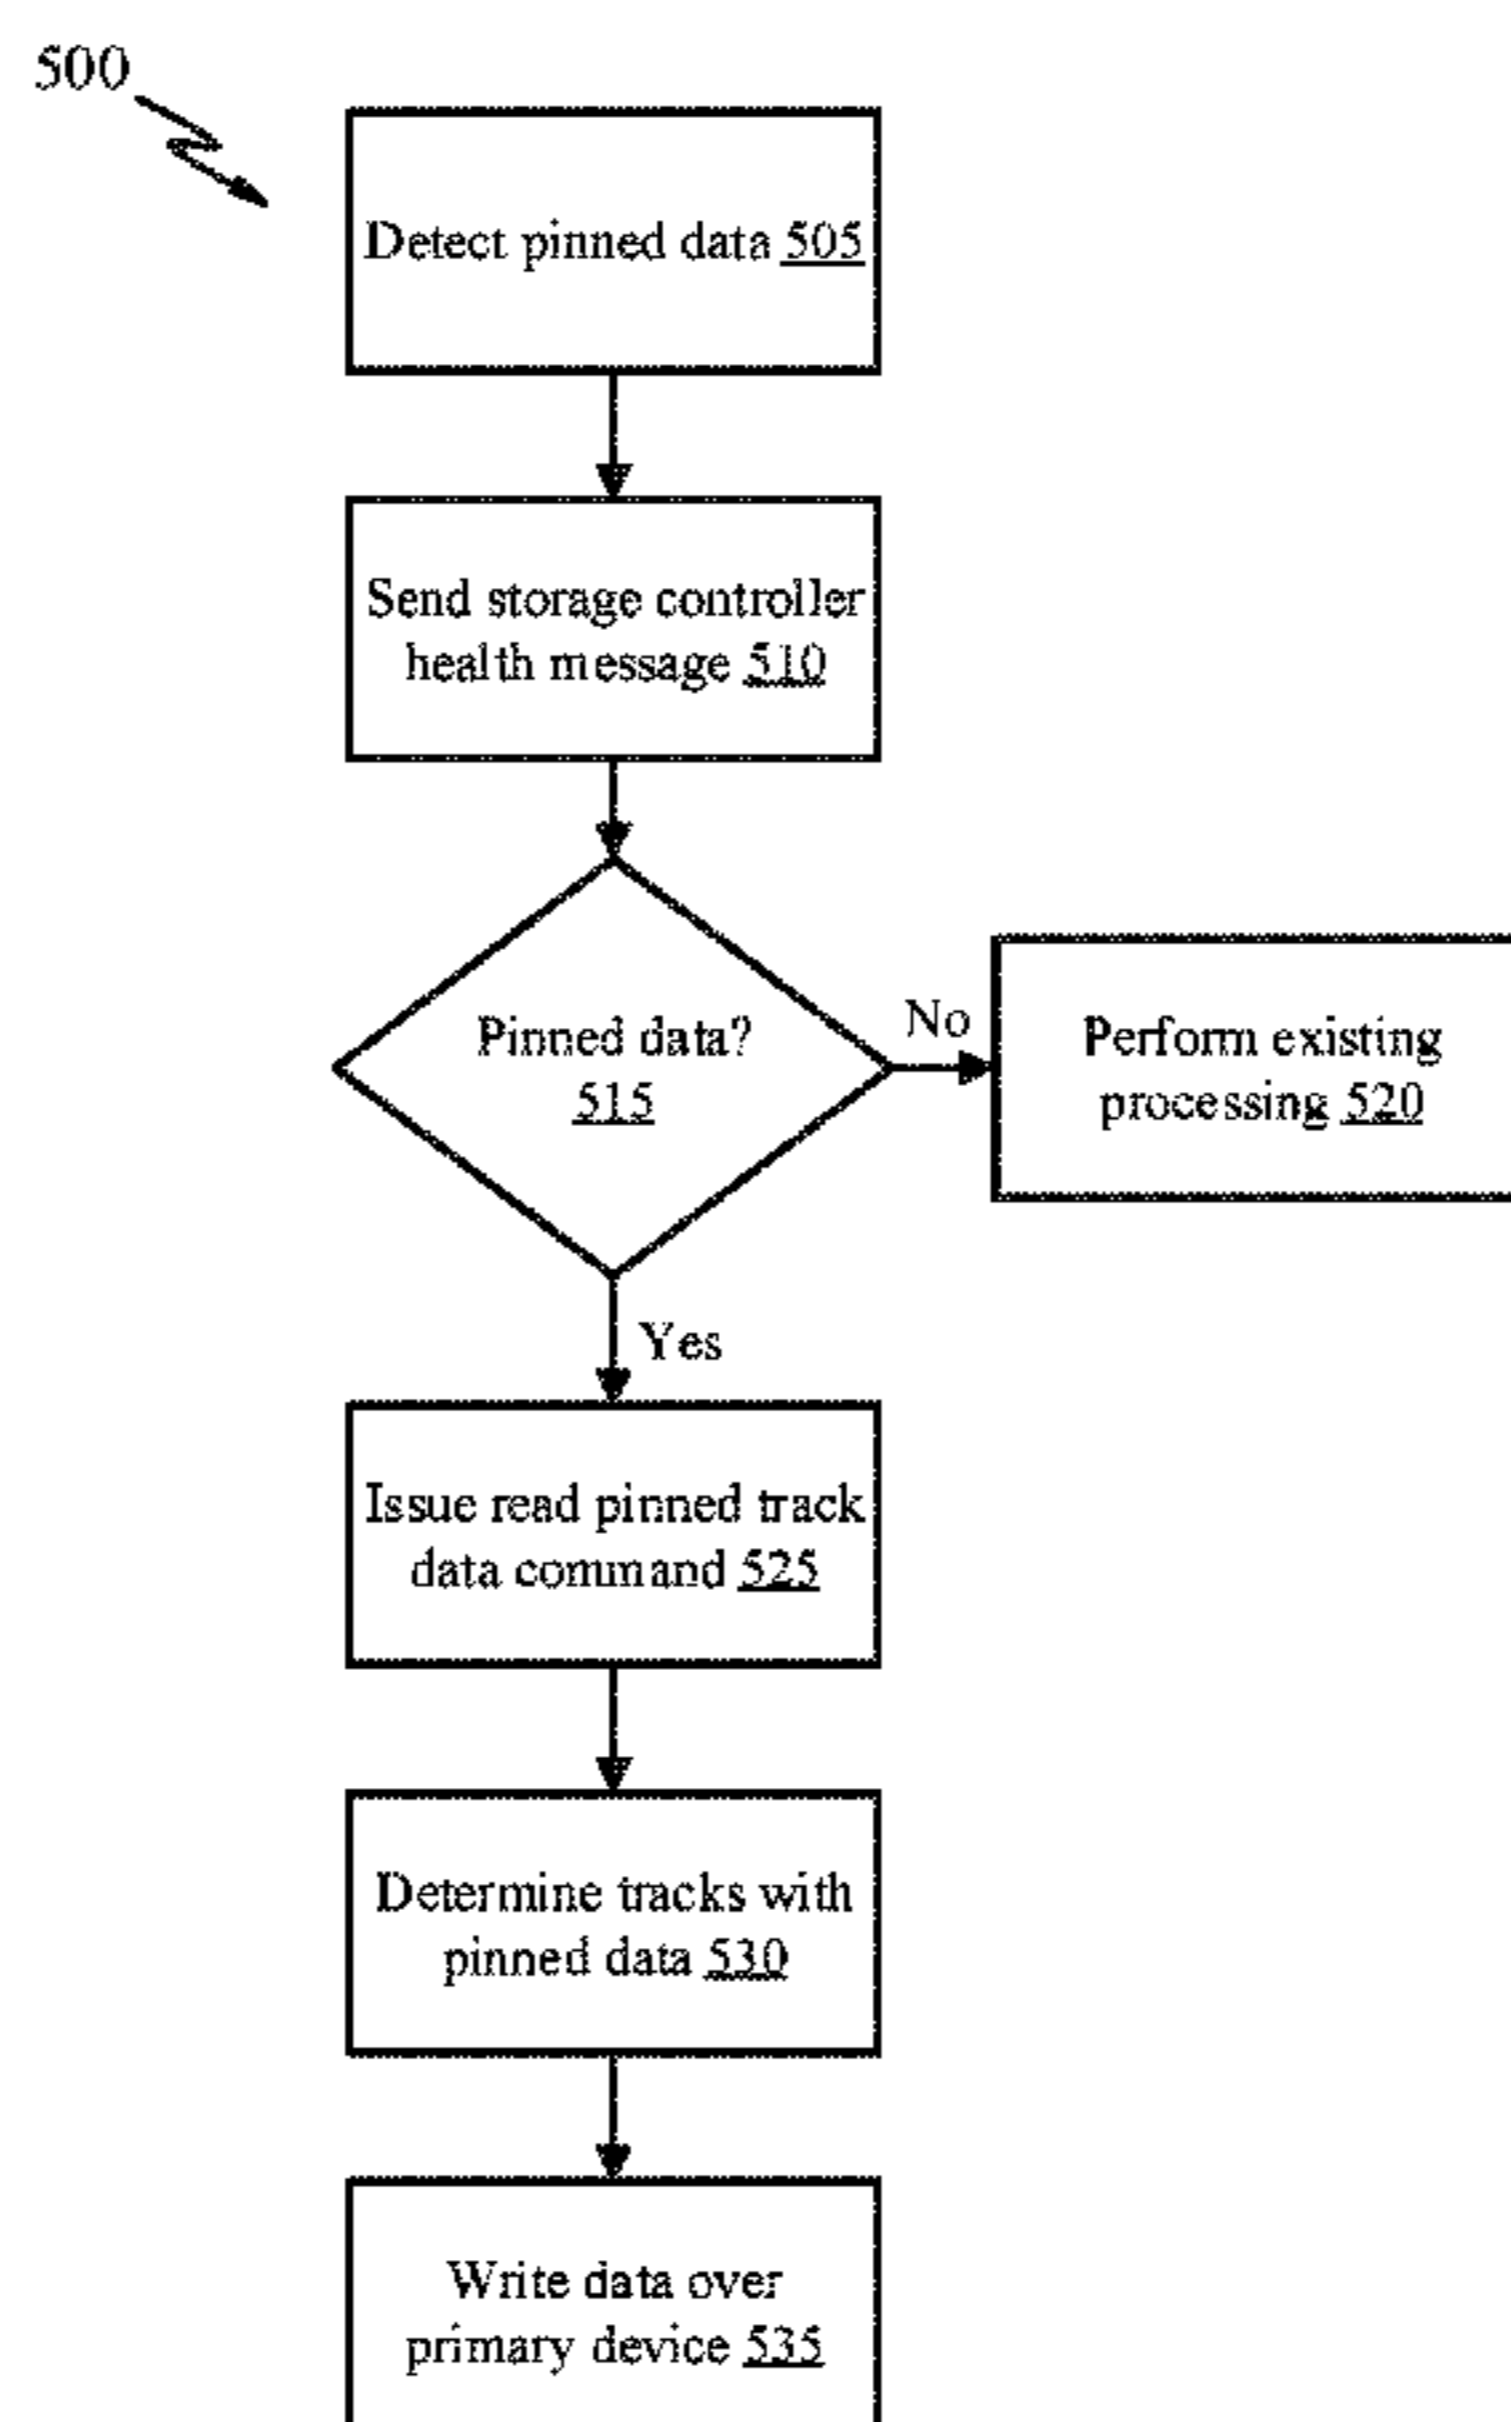 500
Detect pinned data 505
Send storage controller
health message 510
Pinned data?
515
No
Perform existing
processing 520
Yes
Issue read pinned track
data command 525
Determine tracks with
pinned data 530
Write data over
primary device 535